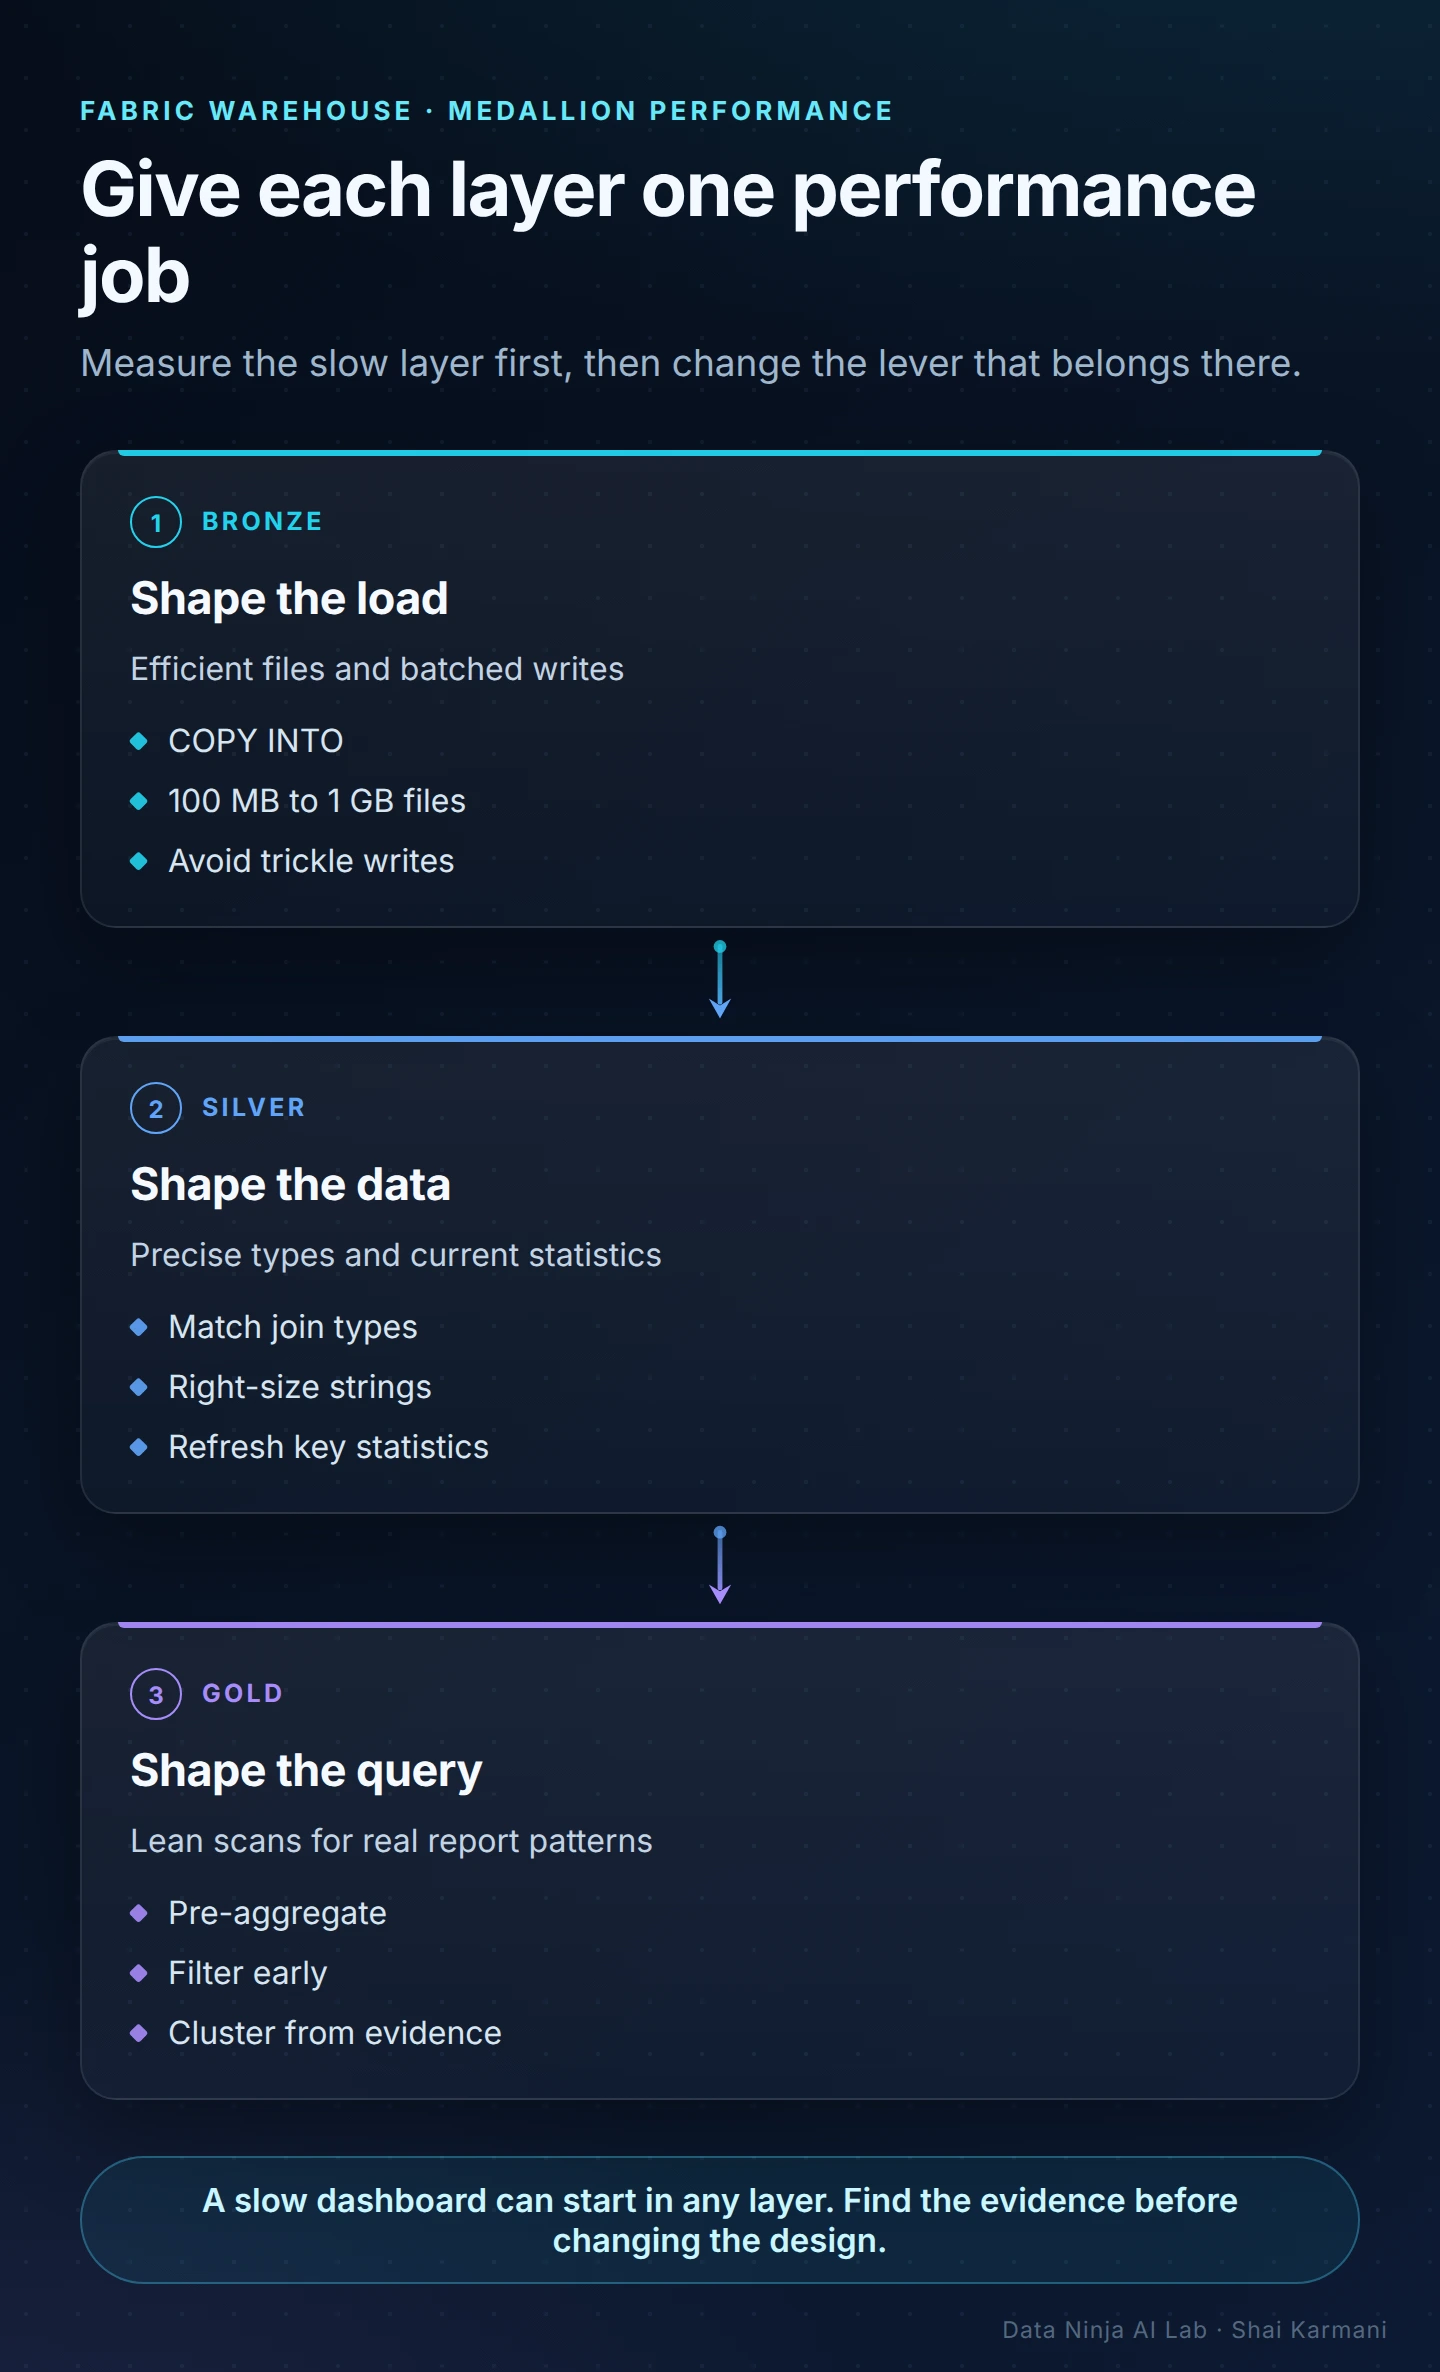 FABRIC WAREHOUSE · MEDALLION PERFORMANCE
Give each layer one performance
job
Measure the slow layer first, then change the lever that belongs there.
1 BRONZE
Shape the load
Efficient files and batched writes
COPY INTO
100 MB to 1 GB files
Avoid trickle writes
2 SILVER
Shape the data
Precise types and current statistics
Match join types
Right-size strings
Refresh key statistics
3 GOLD
Shape the query
Lean scans for real report patterns
Pre-aggregate
Filter early
Cluster from evidence
A slow dashboard can start in any layer. Find the evidence before
changing the design.
Data Ninja AI Lab · Shai Karmani